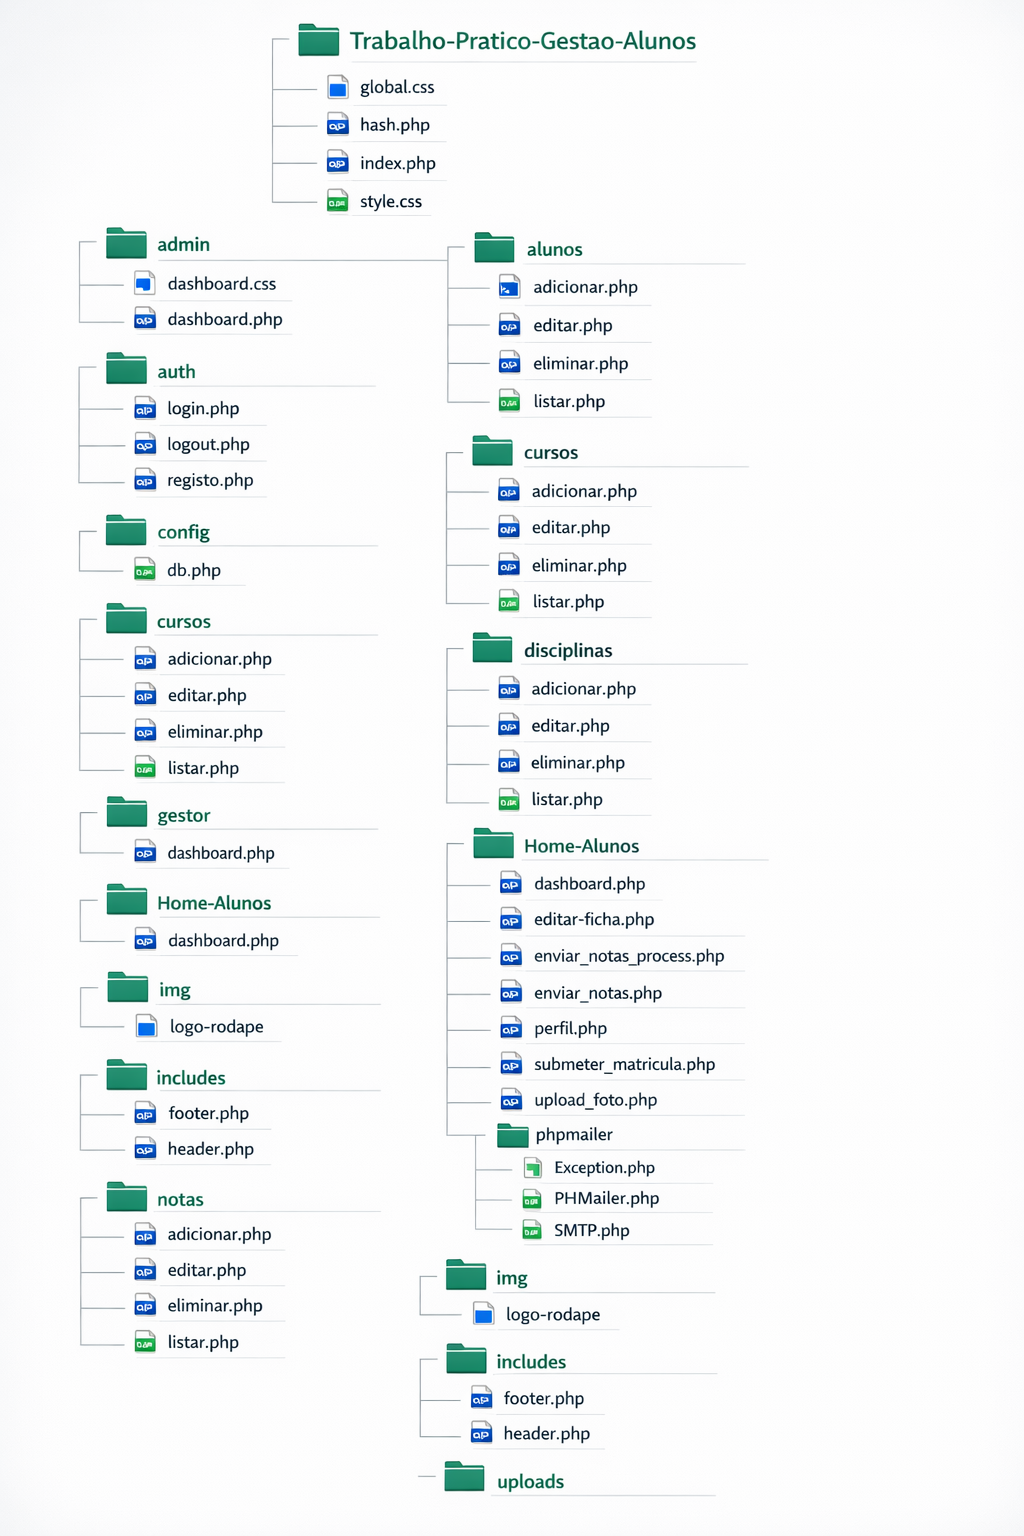 Trabalho-Pratico-Gestao-Alunos
global.css
hash.php
index.php
style.css
admin
dashboard.css
dashboard.php
auth
login.php
logout.php
registo.php
config
db.php
cursos
adicionar.php
editar.php
eliminar.php
listar.php
gestor
dashboard.php
Home-Alunos
dashboard.php
img
logo-rodape
includes
footer.php
header.php
notas
adicionar.php
editar.php
eliminar.php
listar.php
alunos
adicionar.php
editar.php
eliminar.php
listar.php
cursos
adicionar.php
editar.php
eliminar.php
listar.php
disciplinas
adicionar.php
editar.php
eliminar.php
listar.php
Home-Alunos
dashboard.php
editar-ficha.php
enviar_notas_process.php
enviar_notas.php
perfil.php
submeter_matricula.php
upload_foto.php
phpmailer
Exception.php
PHMailer.php
SMTP.php
img
logo-rodape
includes
footer.php
header.php
uploads